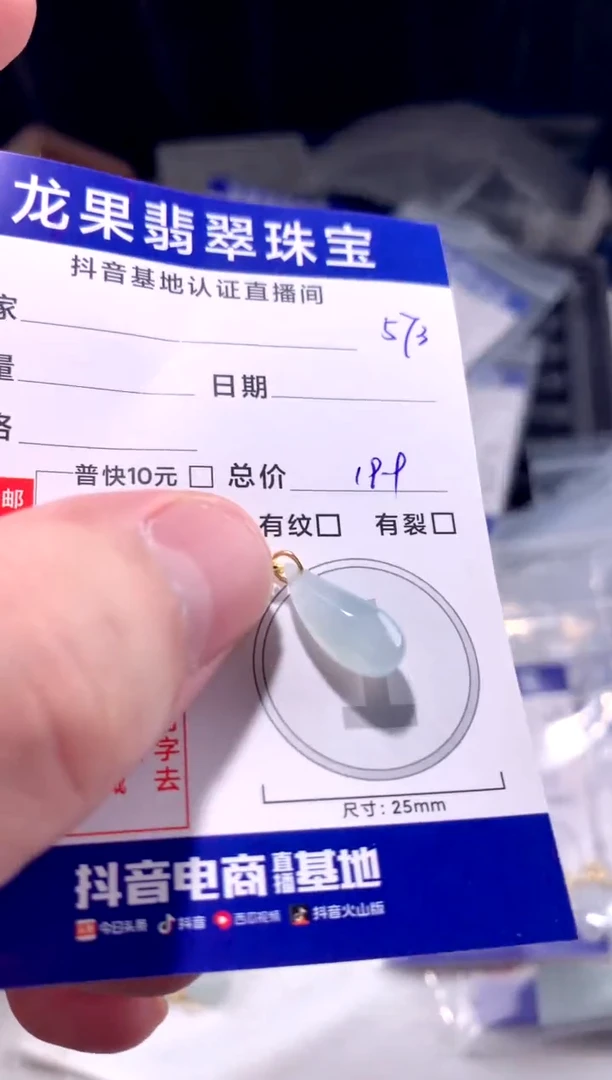 龙果翡翠珠宝
抖音基地认证直播间
家
573
量 日期
格
邮 普快10元 总价 199
有纹 有裂
字去
尺寸：25mm
抖音电商直播基地
今日头条 抖音 西瓜视频 抖音火山版